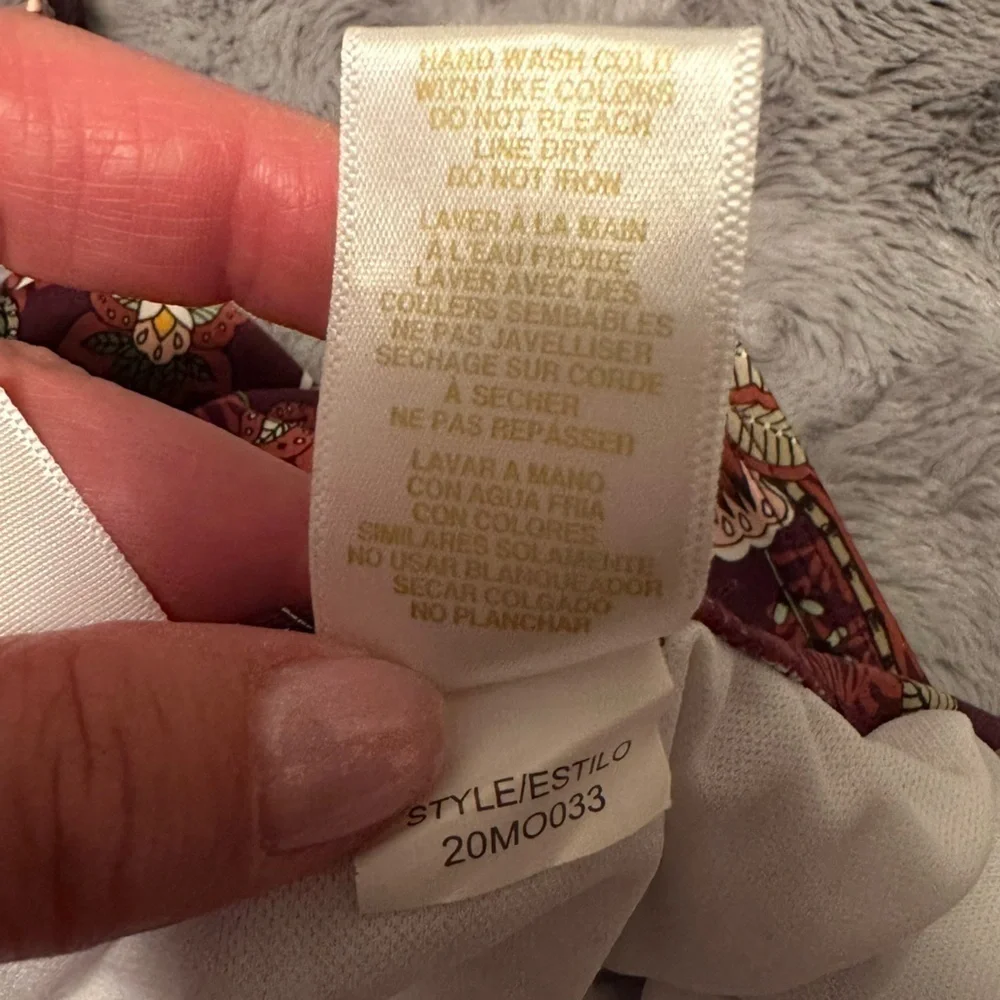 HAND WASH COLD
WITH LIKE COLORS
DO NOT BLEACH
LINE DRY
DO NOT IRON
LAVER À LA MAIN
À L'EAU FROIDE
LAVER AVEC DES
COULERS SEMBABLES
NE PAS JAVELLISER
SÉCHAGE SUR CORDE
À SÉCHER
NE PAS REPASSER
LAVAR A MANO
CON AGUA FRIA
CON COLORES
SIMILARES SOLAMENTE
NO USAR BLANQUEADOR
SECAR COLGADO
NO PLANCHAR
STYLE/ESTILO
20MO033